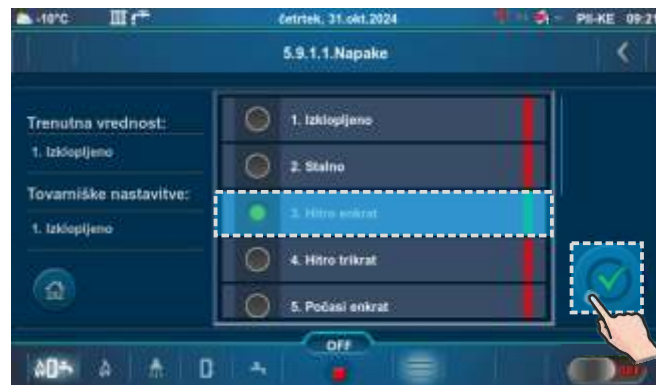 -10°C
četrtek, 31.okt.2024
PII-KE 09:21
5.9.1.1.Napake
Trenutna vrednost:
1. Izklopljeno
Tovarniške nastavitve:
1. Izklopljeno
1. Izklopljeno
2. Stalno
3. Hitro enkrat
4. Hitro trikrat
5. Počasi enkrat
OFF
OFF